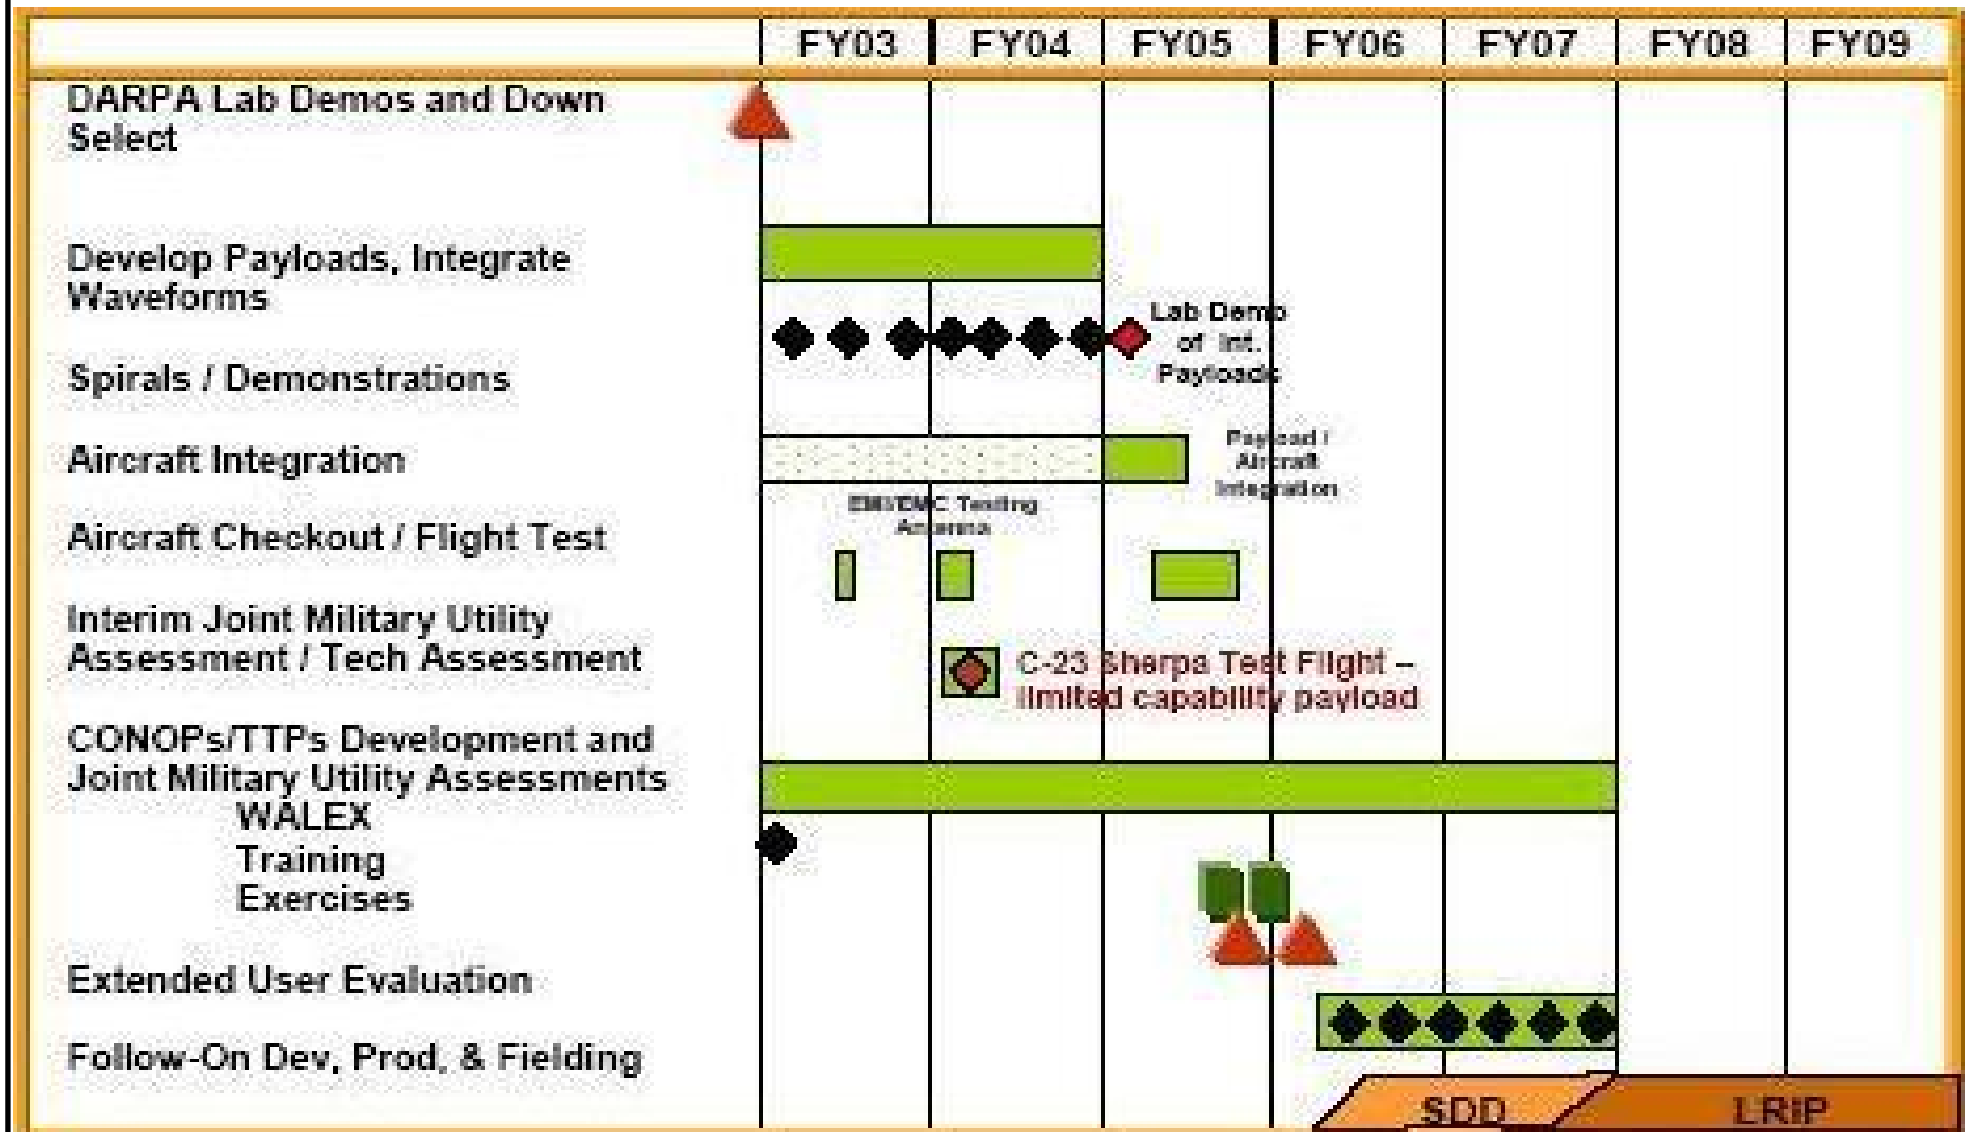 FY03 FY04 FY05 FY06 FY07 FY08 FY09
DARPA Lab Demos and Down
Select
Develop Payloads, Integrate
Waveforms
Lab Demo
of Int.
Payloads
Spirals / Demonstrations
Aircraft Integration
Payload /
Aircraft
Integration
EMI/EMC Testing
Antenna
Aircraft Checkout / Flight Test
Interim Joint Military Utility
Assessment / Tech Assessment
C-23 Sherpa Test Flight –
limited capability payload
CONOPs/TTPs Development and
Joint Military Utility Assessments
WALEX
Training
Exercises
Extended User Evaluation
Follow-On Dev, Prod, & Fielding
SDD LRIP